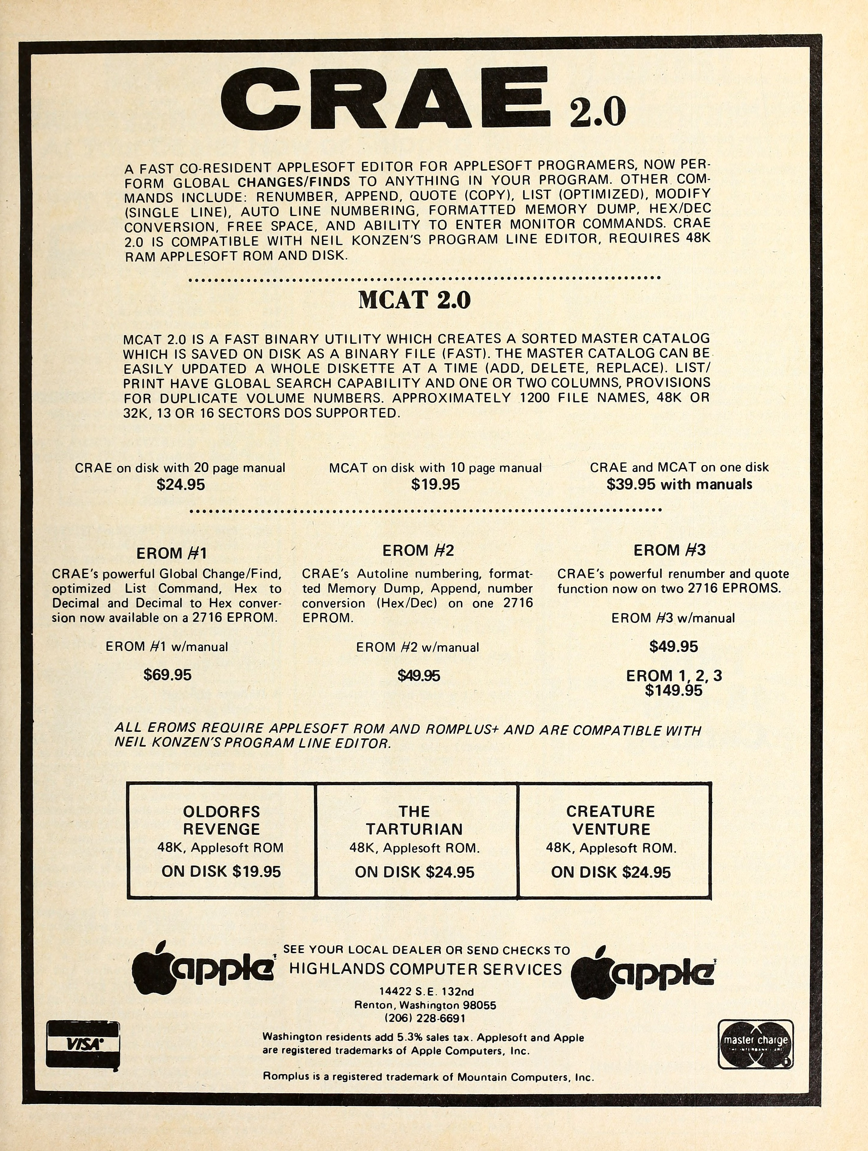 CRAE 2.0
A FAST CO-RESIDENT APPLESOFT EDITOR FOR APPLESOFT PROGRAMERS, NOW PER-
FORM GLOBAL CHANGES/FINDS TO ANYTHING IN YOUR PROGRAM. OTHER COM-
MANDS INCLUDE: RENUMBER, APPEND, QUOTE (COPY), LIST (OPTIMIZED), MODIFY
(SINGLE LINE), AUTO LINE NUMBERING, FORMATTED MEMORY DUMP, HEX/DEC
CONVERSION, FREE SPACE, AND ABILITY TO ENTER MONITOR COMMANDS. CRAE
2.0 IS COMPATIBLE WITH NEIL KONZEN'S PROGRAM LINE EDITOR, REQUIRES 48K
RAM APPLESOFT ROM AND DISK.
MCAT 2.0
MCAT 2.0 IS A FAST BINARY UTILITY WHICH CREATES A SORTED MASTER CATALOG
WHICH IS SAVED ON DISK AS A BINARY FILE (FAST). THE MASTER CATALOG CAN BE
EASILY UPDATED A WHOLE DISKETTE AT A TIME (ADD, DELETE, REPLACE). LIST/
PRINT HAVE GLOBAL SEARCH CAPABILITY AND ONE OR TWO COLUMNS, PROVISIONS
FOR DUPLICATE VOLUME NUMBERS. APPROXIMATELY 1200 FILE NAMES, 48K OR
32K, 13 OR 16 SECTORS DOS SUPPORTED.
CRAE on disk with 20 page manual
$24.95
MCAT on disk with 10 page manual
$19.95
CRAE and MCAT on one disk
$39.95 with manuals
EROM #1
CRAE's powerful Global Change/Find,
optimized List Command, Hex to
Decimal and Decimal to Hex conver-
sion now available on a 2716 EPROM.
EROM #1 w/manual
$69.95
EROM #2
CRAE's Autoline numbering, format-
ted Memory Dump, Append, number
conversion (Hex/Dec) on one 2716
EPROM.
EROM #2 w/manual
$49.95
EROM #3
CRAE's powerful renumber and quote
function now on two 2716 EPROMS.
EROM #3 w/manual
$49.95
EROM 1, 2, 3
$149.95
ALL EROMS REQUIRE APPLESOFT ROM AND ROMPLUS+ AND ARE COMPATIBLE WITH
NEIL KONZEN'S PROGRAM LINE EDITOR.
OLDORFS
REVENGE
48K, Applesoft ROM
ON DISK $19.95
THE
TARTURIAN
48K, Applesoft ROM.
ON DISK $24.95
CREATURE
VENTURE
48K, Applesoft ROM.
ON DISK $24.95
apple
SEE YOUR LOCAL DEALER OR SEND CHECKS TO
HIGHLANDS COMPUTER SERVICES
apple
14422 S.E. 132nd
Renton, Washington 98055
(206) 228-6691
VISA
Washington residents add 5.3% sales tax. Applesoft and Apple
are registered trademarks of Apple Computers, Inc.
Romplus is a registered trademark of Mountain Computers, Inc.
master charge